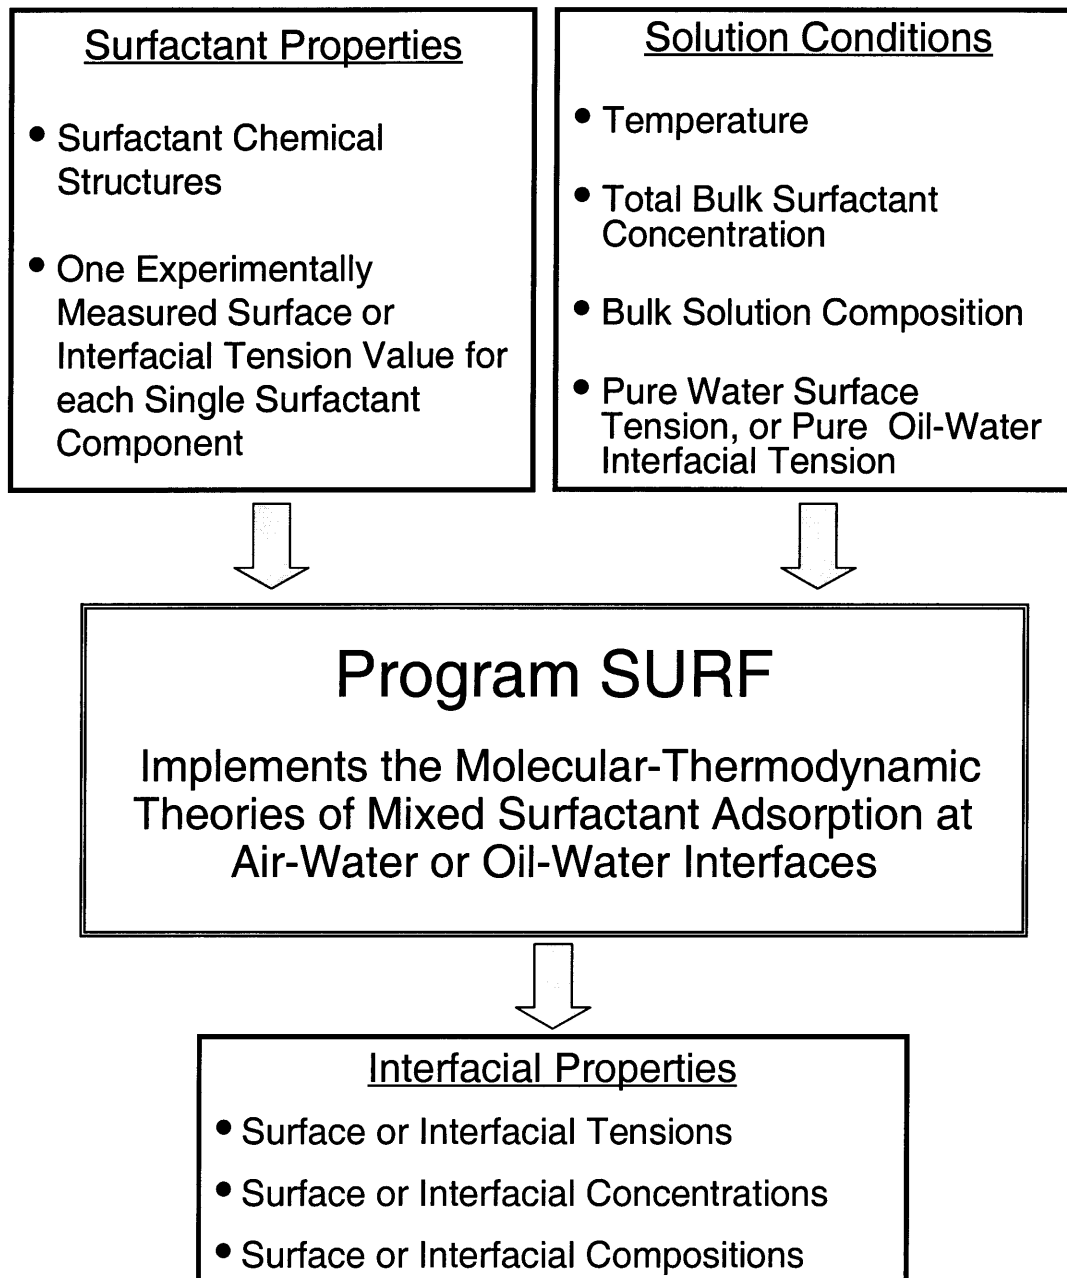 Surfactant Properties
• Surfactant Chemical
Structures
• One Experimentally
Measured Surface or
Interfacial Tension Value for
each Single Surfactant
Component
Solution Conditions
• Temperature
• Total Bulk Surfactant
Concentration
• Bulk Solution Composition
• Pure Water Surface
Tension, or Pure Oil-Water
Interfacial Tension
Program SURF
Implements the Molecular-Thermodynamic
Theories of Mixed Surfactant Adsorption at
Air-Water or Oil-Water Interfaces
Interfacial Properties
• Surface or Interfacial Tensions
• Surface or Interfacial Concentrations
• Surface or Interfacial Compositions